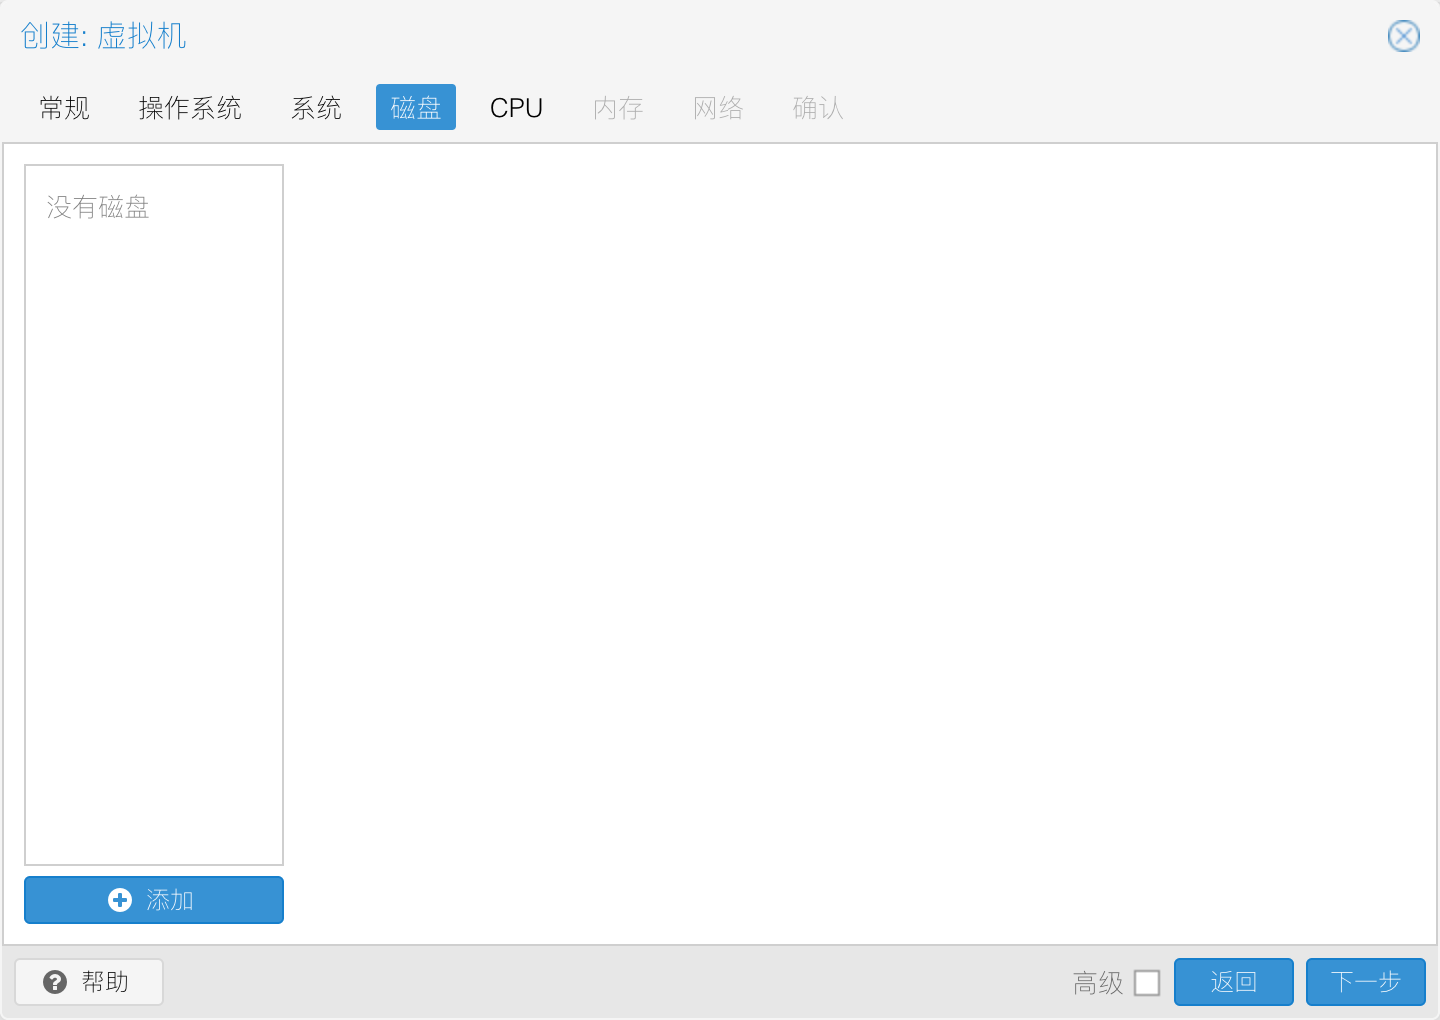 创建: 虚拟机
常规 操作系统 系统 磁盘 CPU 内存 网络 确认
没有磁盘
添加
帮助 高级 返回 下一步